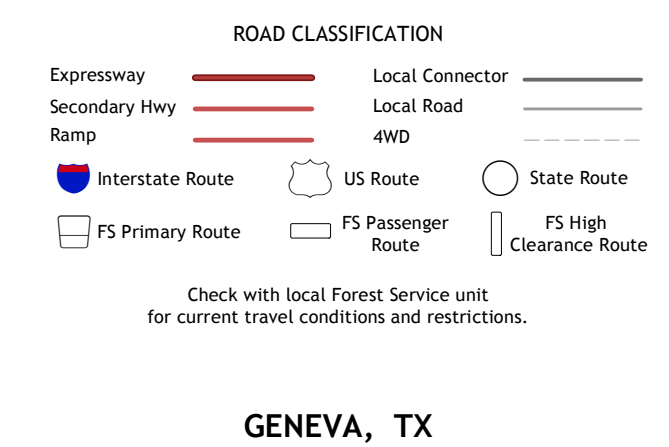 ROAD CLASSIFICATION
Expressway
Local Connector
Secondary Hwy
Local Road
Ramp
4WD
Interstate Route
US Route
State Route
FS Primary Route
FS Passenger
Route
FS High
Clearance Route
Check with local Forest Service unit
for current travel conditions and restrictions.
GENEVA, TX